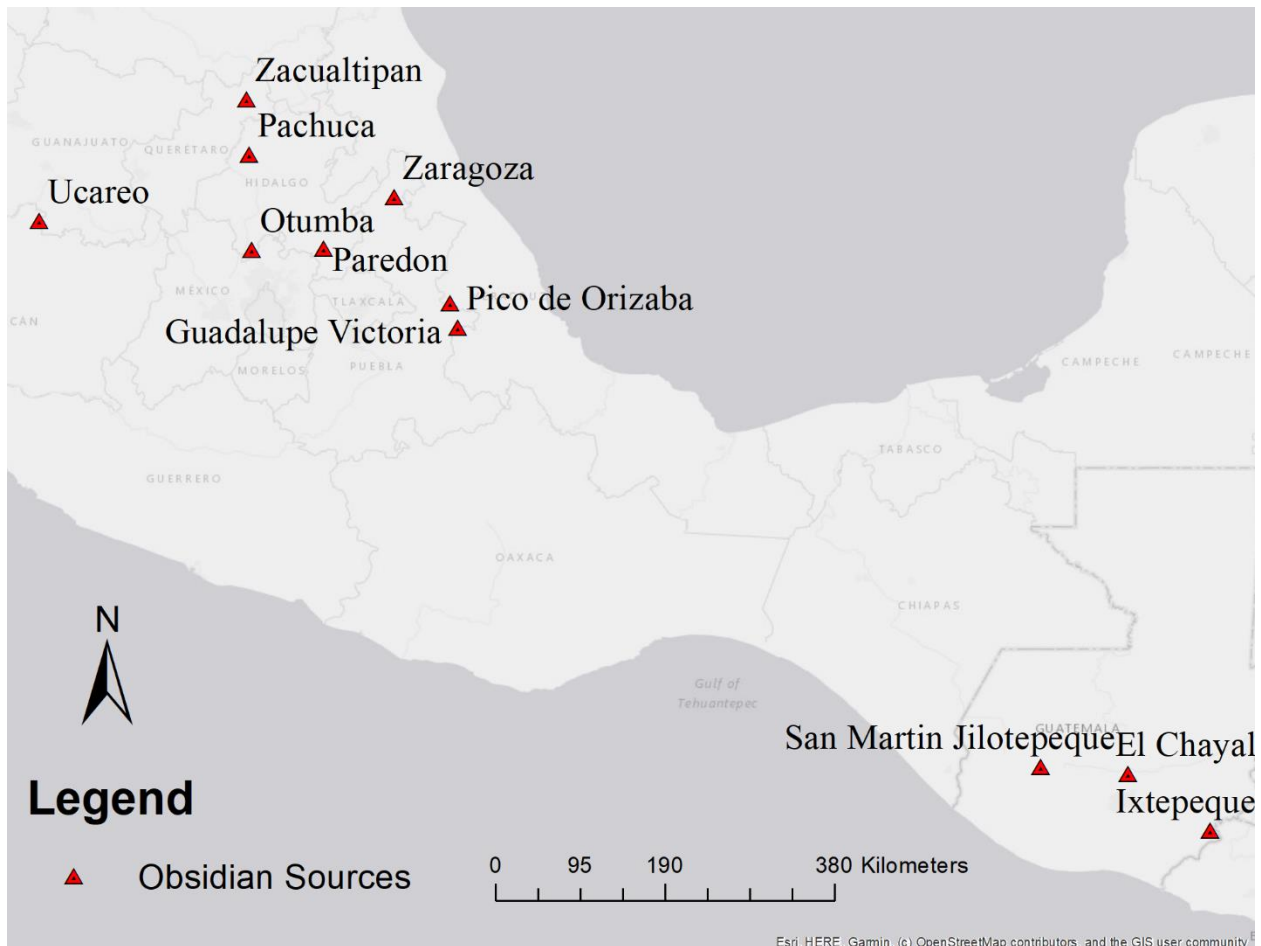 Zacualtipan
Pachuca
GUANAJUATO
QUERÉTARO
Zaragoza
HIDALGO
Ucareo
Otumba
Paredon
MÉXICO
TLAXCALA
Pico de Orizaba
CÁN
Guadalupe Victoria
MORELOS
PUEBLA
CAMPECHE
CAMPECHE
TABASCO
GUERRERO
OAXACA
CHIAPAS
N
Gulf of
Tehuantepec
GUATEMALA
San Martin Jilotepeque
El Chayal
Ixtepeque
Legend
Obsidian Sources
0 95 190 380 Kilometers
Esri, HERE, Garmin, (c) OpenStreetMap contributors, and the GIS user community